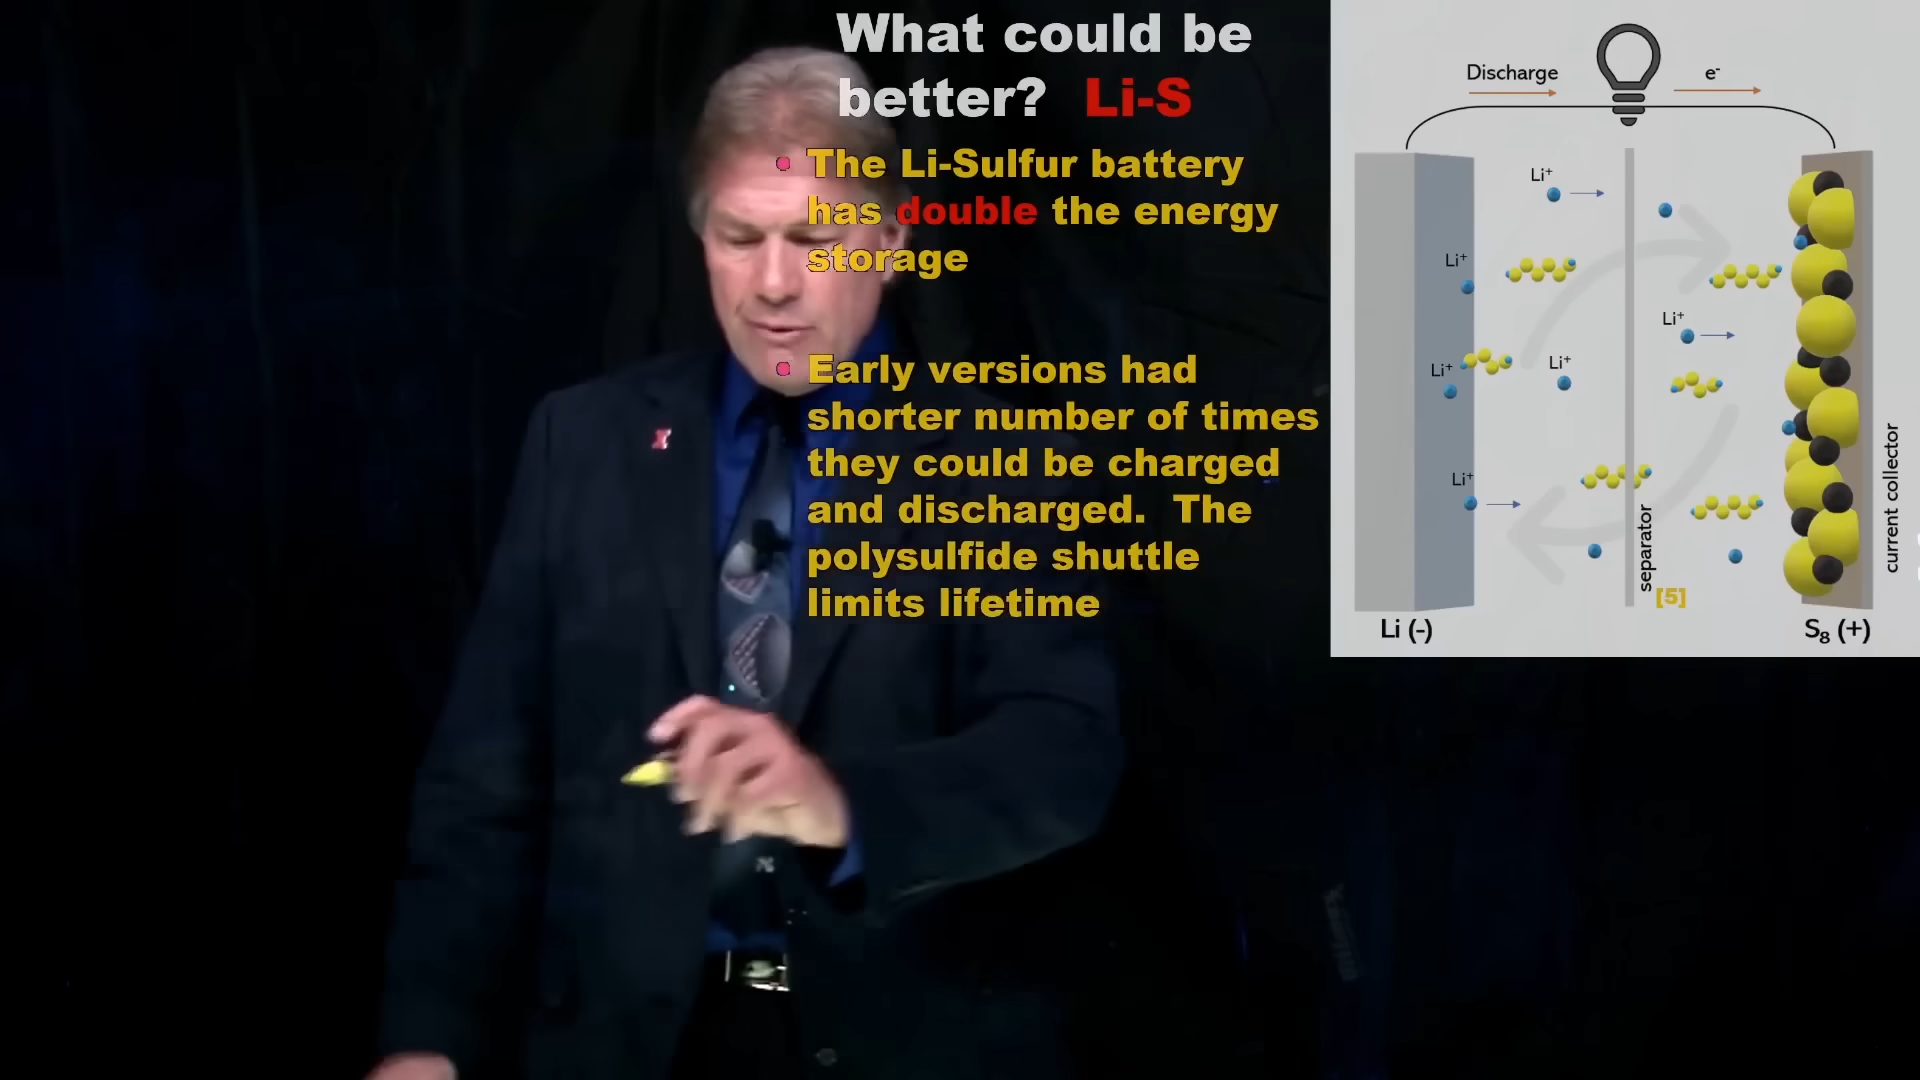 What could be
better? Li-S
The Li-Sulfur battery
has double the energy
storage
Early versions had
shorter number of times
they could be charged
and discharged. The
polysulfide shuttle
limits lifetime
Discharge
e⁻
Li⁺
Li⁺
Li⁺
Li⁺
Li⁺
Li⁺
separator
[5]
current collector
Li (-)
S₈ (+)